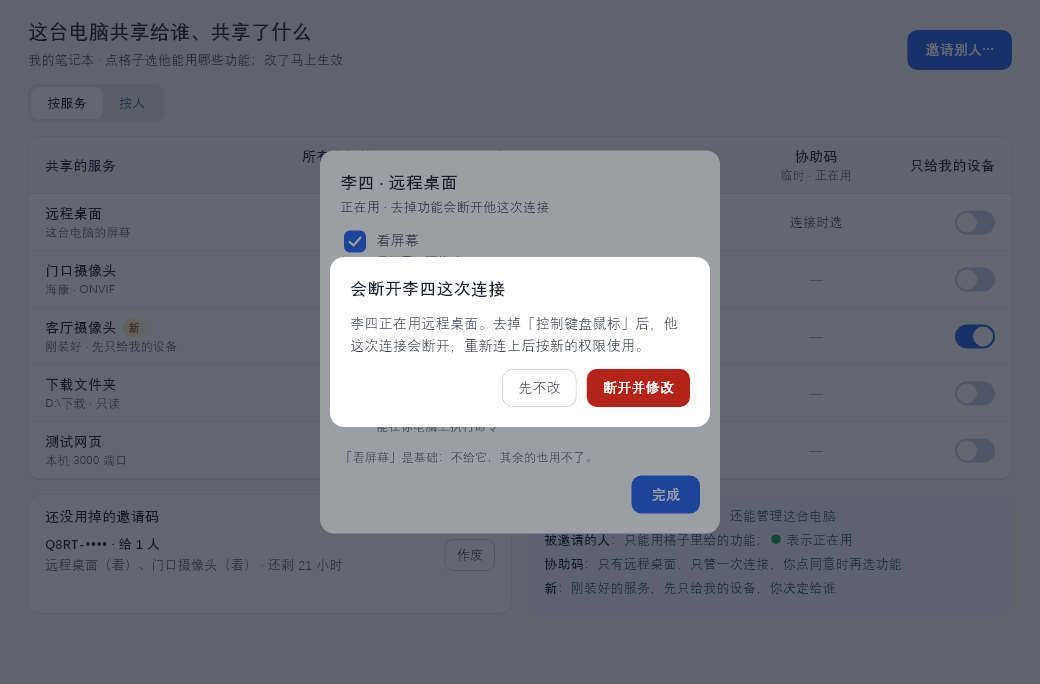 这台电脑共享给谁、共享了什么
我的笔记本 · 点格子选他能用哪些功能；改了马上生效
邀请别人…
按服务
按人
共享的服务
所有
协助码
临时 · 正在用
只给我的设备
远程桌面
这台电脑的屏幕
连接时选
门口摄像头
海康 · ONVIF
—
客厅摄像头 新
刚装好 · 先只给我的设备
—
下载文件夹
D:\下载 · 只读
—
测试网页
本机 3000 端口
—
李四 · 远程桌面
正在用 · 去掉功能会断开他这次连接
看屏幕
会断开李四这次连接
李四正在用远程桌面。去掉「控制键盘鼠标」后，他
这次连接会断开，重新连上后按新的权限使用。
先不改
断开并修改
能在你电脑上执行命令
「看屏幕」是基础：不给它，其余的也用不了。
完成
还没用掉的邀请码
Q8RT-•••• · 给 1 人
远程桌面（看）、门口摄像头（看） · 还剩 21 小时
作废
还能管理这台电脑
被邀请的人：只能用格子里给的功能；● 表示正在用
协助码：只有远程桌面，只管一次连接，你点同意时再选功能
新：刚装好的服务，先只给我的设备，你决定给谁